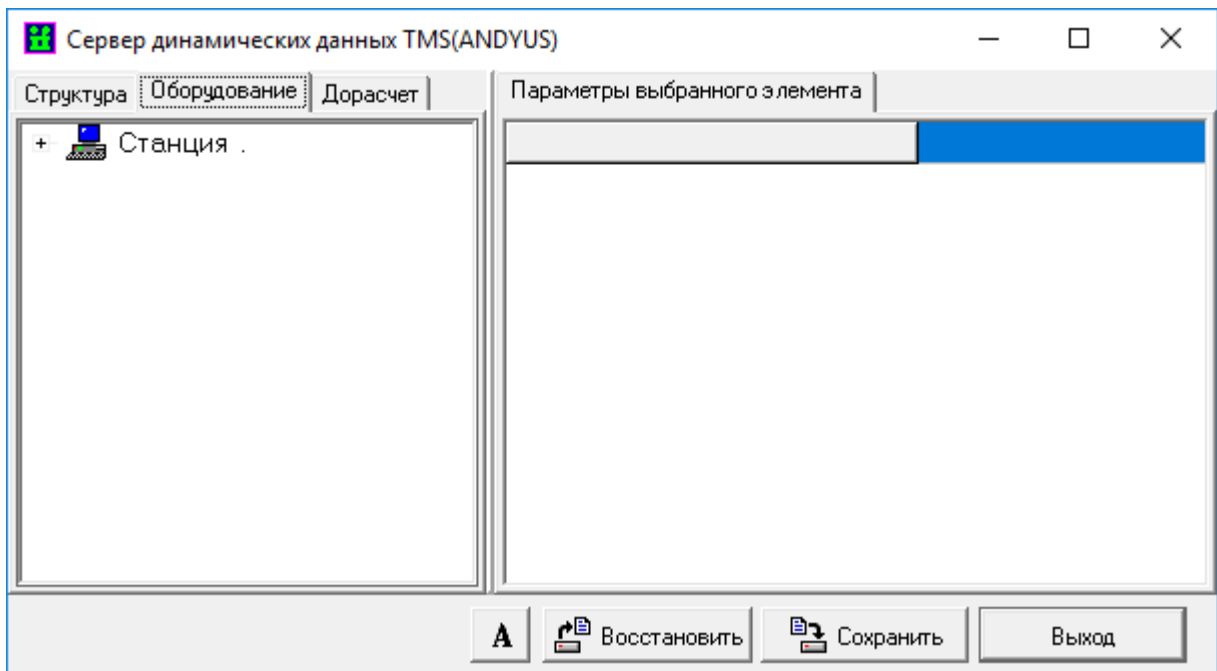 Сервер динамических данных TMS(ANDYUS)
Структура Оборудование Дорасчет
Параметры выбранного элемента
+ Станция .
A Восстановить Сохранить Выход